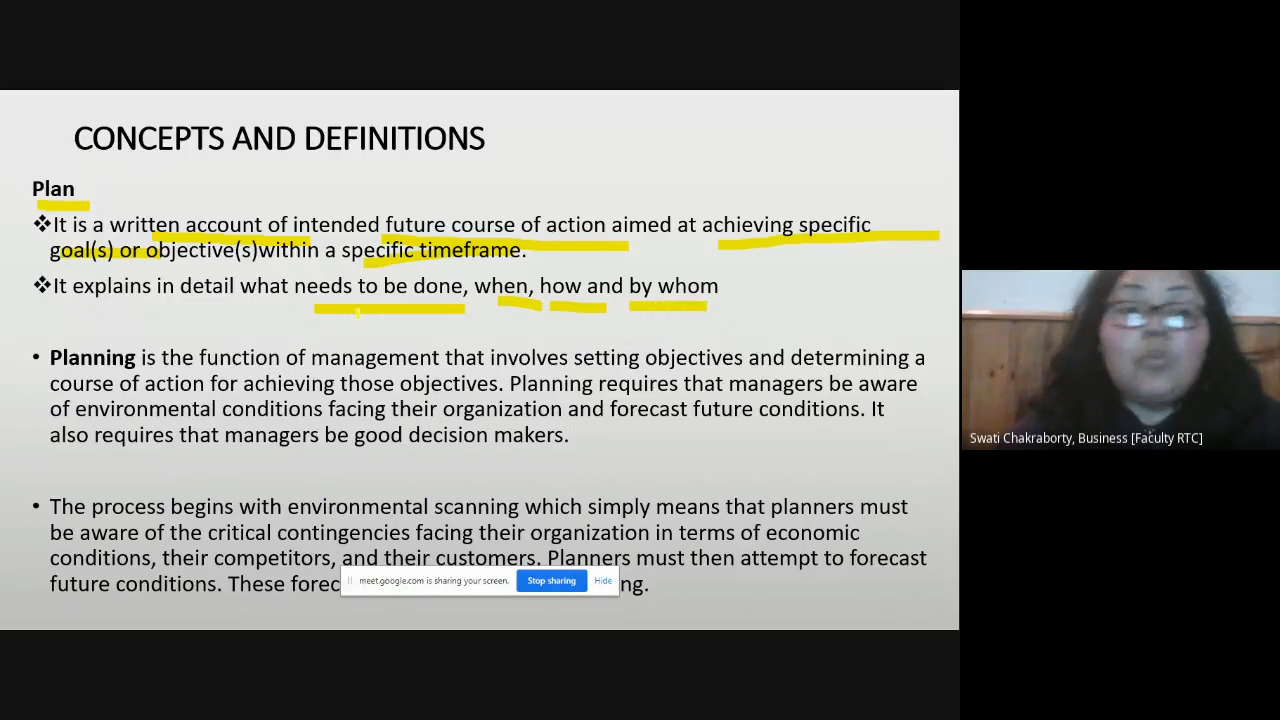 CONCEPTS AND DEFINITIONS
Plan
❖It is a written account of intended future course of action aimed at achieving specific
goal(s) or objective(s)within a specific timeframe.
❖It explains in detail what needs to be done, when, how and by whom
• Planning is the function of management that involves setting objectives and determining a
course of action for achieving those objectives. Planning requires that managers be aware
of environmental conditions facing their organization and forecast future conditions. It
also requires that managers be good decision makers.
• The process begins with environmental scanning which simply means that planners must
be aware of the critical contingencies facing their organization in terms of economic
conditions, their competitors, and their customers. Planners must then attempt to forecast
future conditions. These
meet.google.com is sharing your screen. Stop sharing Hide
Swati Chakraborty, Business [Faculty RTC]